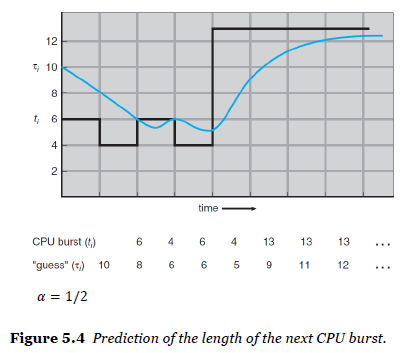 12
τi 10
8
ti 6
4
2
time
CPU burst (ti) 6 4 6 4 13 13 13 ...
"guess" (τi) 10 8 6 6 5 9 11 12 ...
α = 1/2
Figure 5.4 Prediction of the length of the next CPU burst.